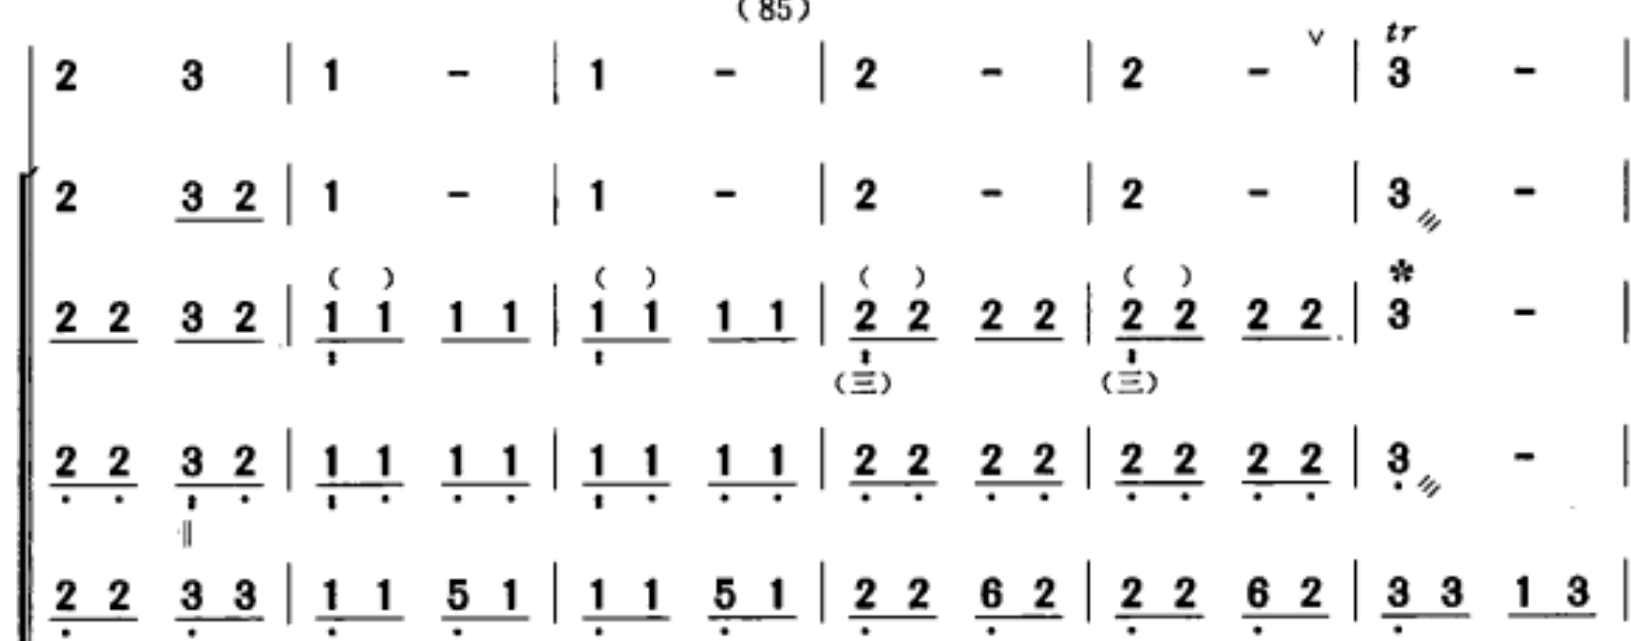 (85)
∨ tr
2 3 | 1 - | 1 - | 2 - | 2 - | 3 - |
2 3 2 | 1 - | 1 - | 2 - | 2 - | 3 - |
( ) ( ) ( ) ( ) *
2 2 3 2 | 1 1 1 1 | 1 1 1 1 | 2 2 2 2 | 2 2 2 2 | 3 - |
(三) (三)
2 2 3 2 | 1 1 1 1 | 1 1 1 1 | 2 2 2 2 | 2 2 2 2 | 3 - |
||
2 2 3 3 | 1 1 5 1 | 1 1 5 1 | 2 2 6 2 | 2 2 6 2 | 3 3 1 3 |